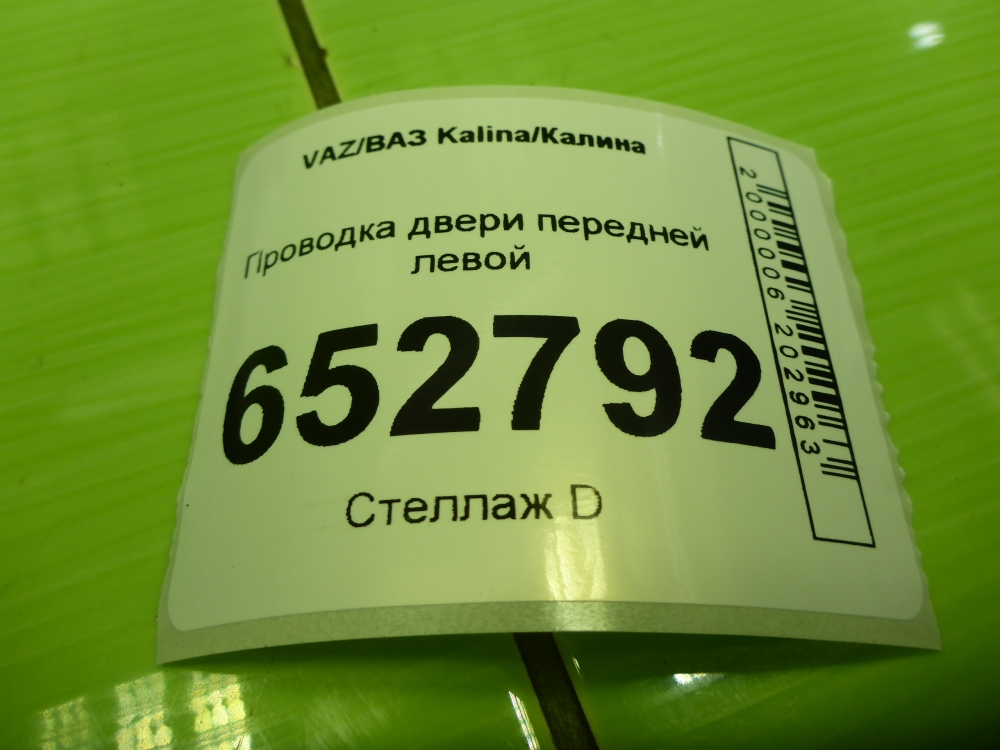 VAZ/ВАЗ Kalina/Калина
Проводка двери передней
левой
652792
Стеллаж D
2000006202963